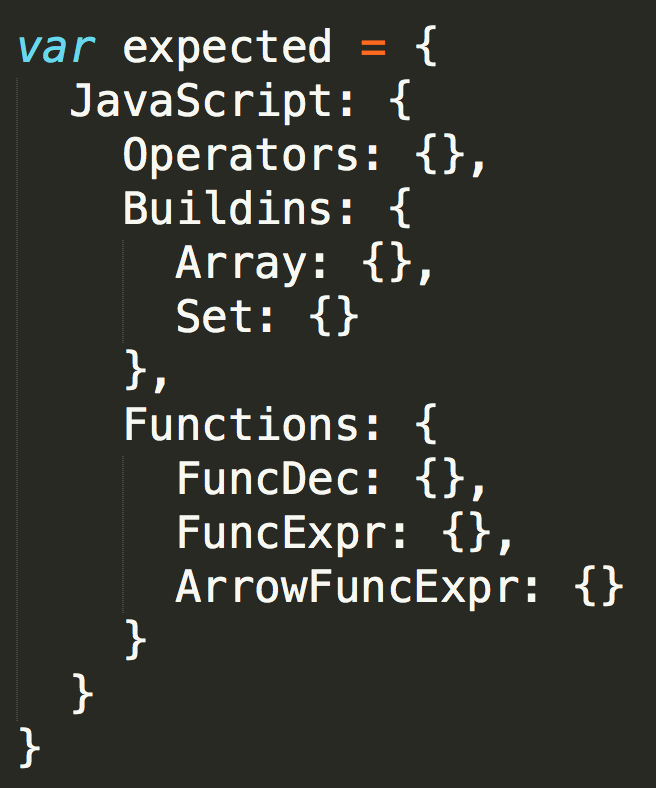 var expected = {
  JavaScript: {
    Operators: {},
    Buildins: {
      Array: {},
      Set: {}
    },
    Functions: {
      FuncDec: {},
      FuncExpr: {},
      ArrowFuncExpr: {}
    }
  }
}